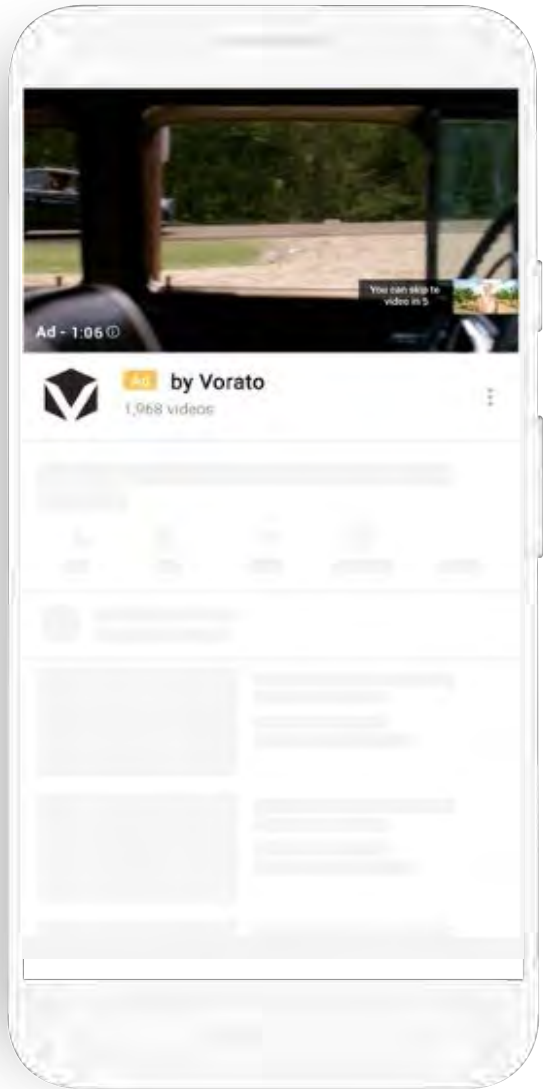 You can skip to
video in 5
Ad - 1:06
Ad by Vorato
1,968 videos